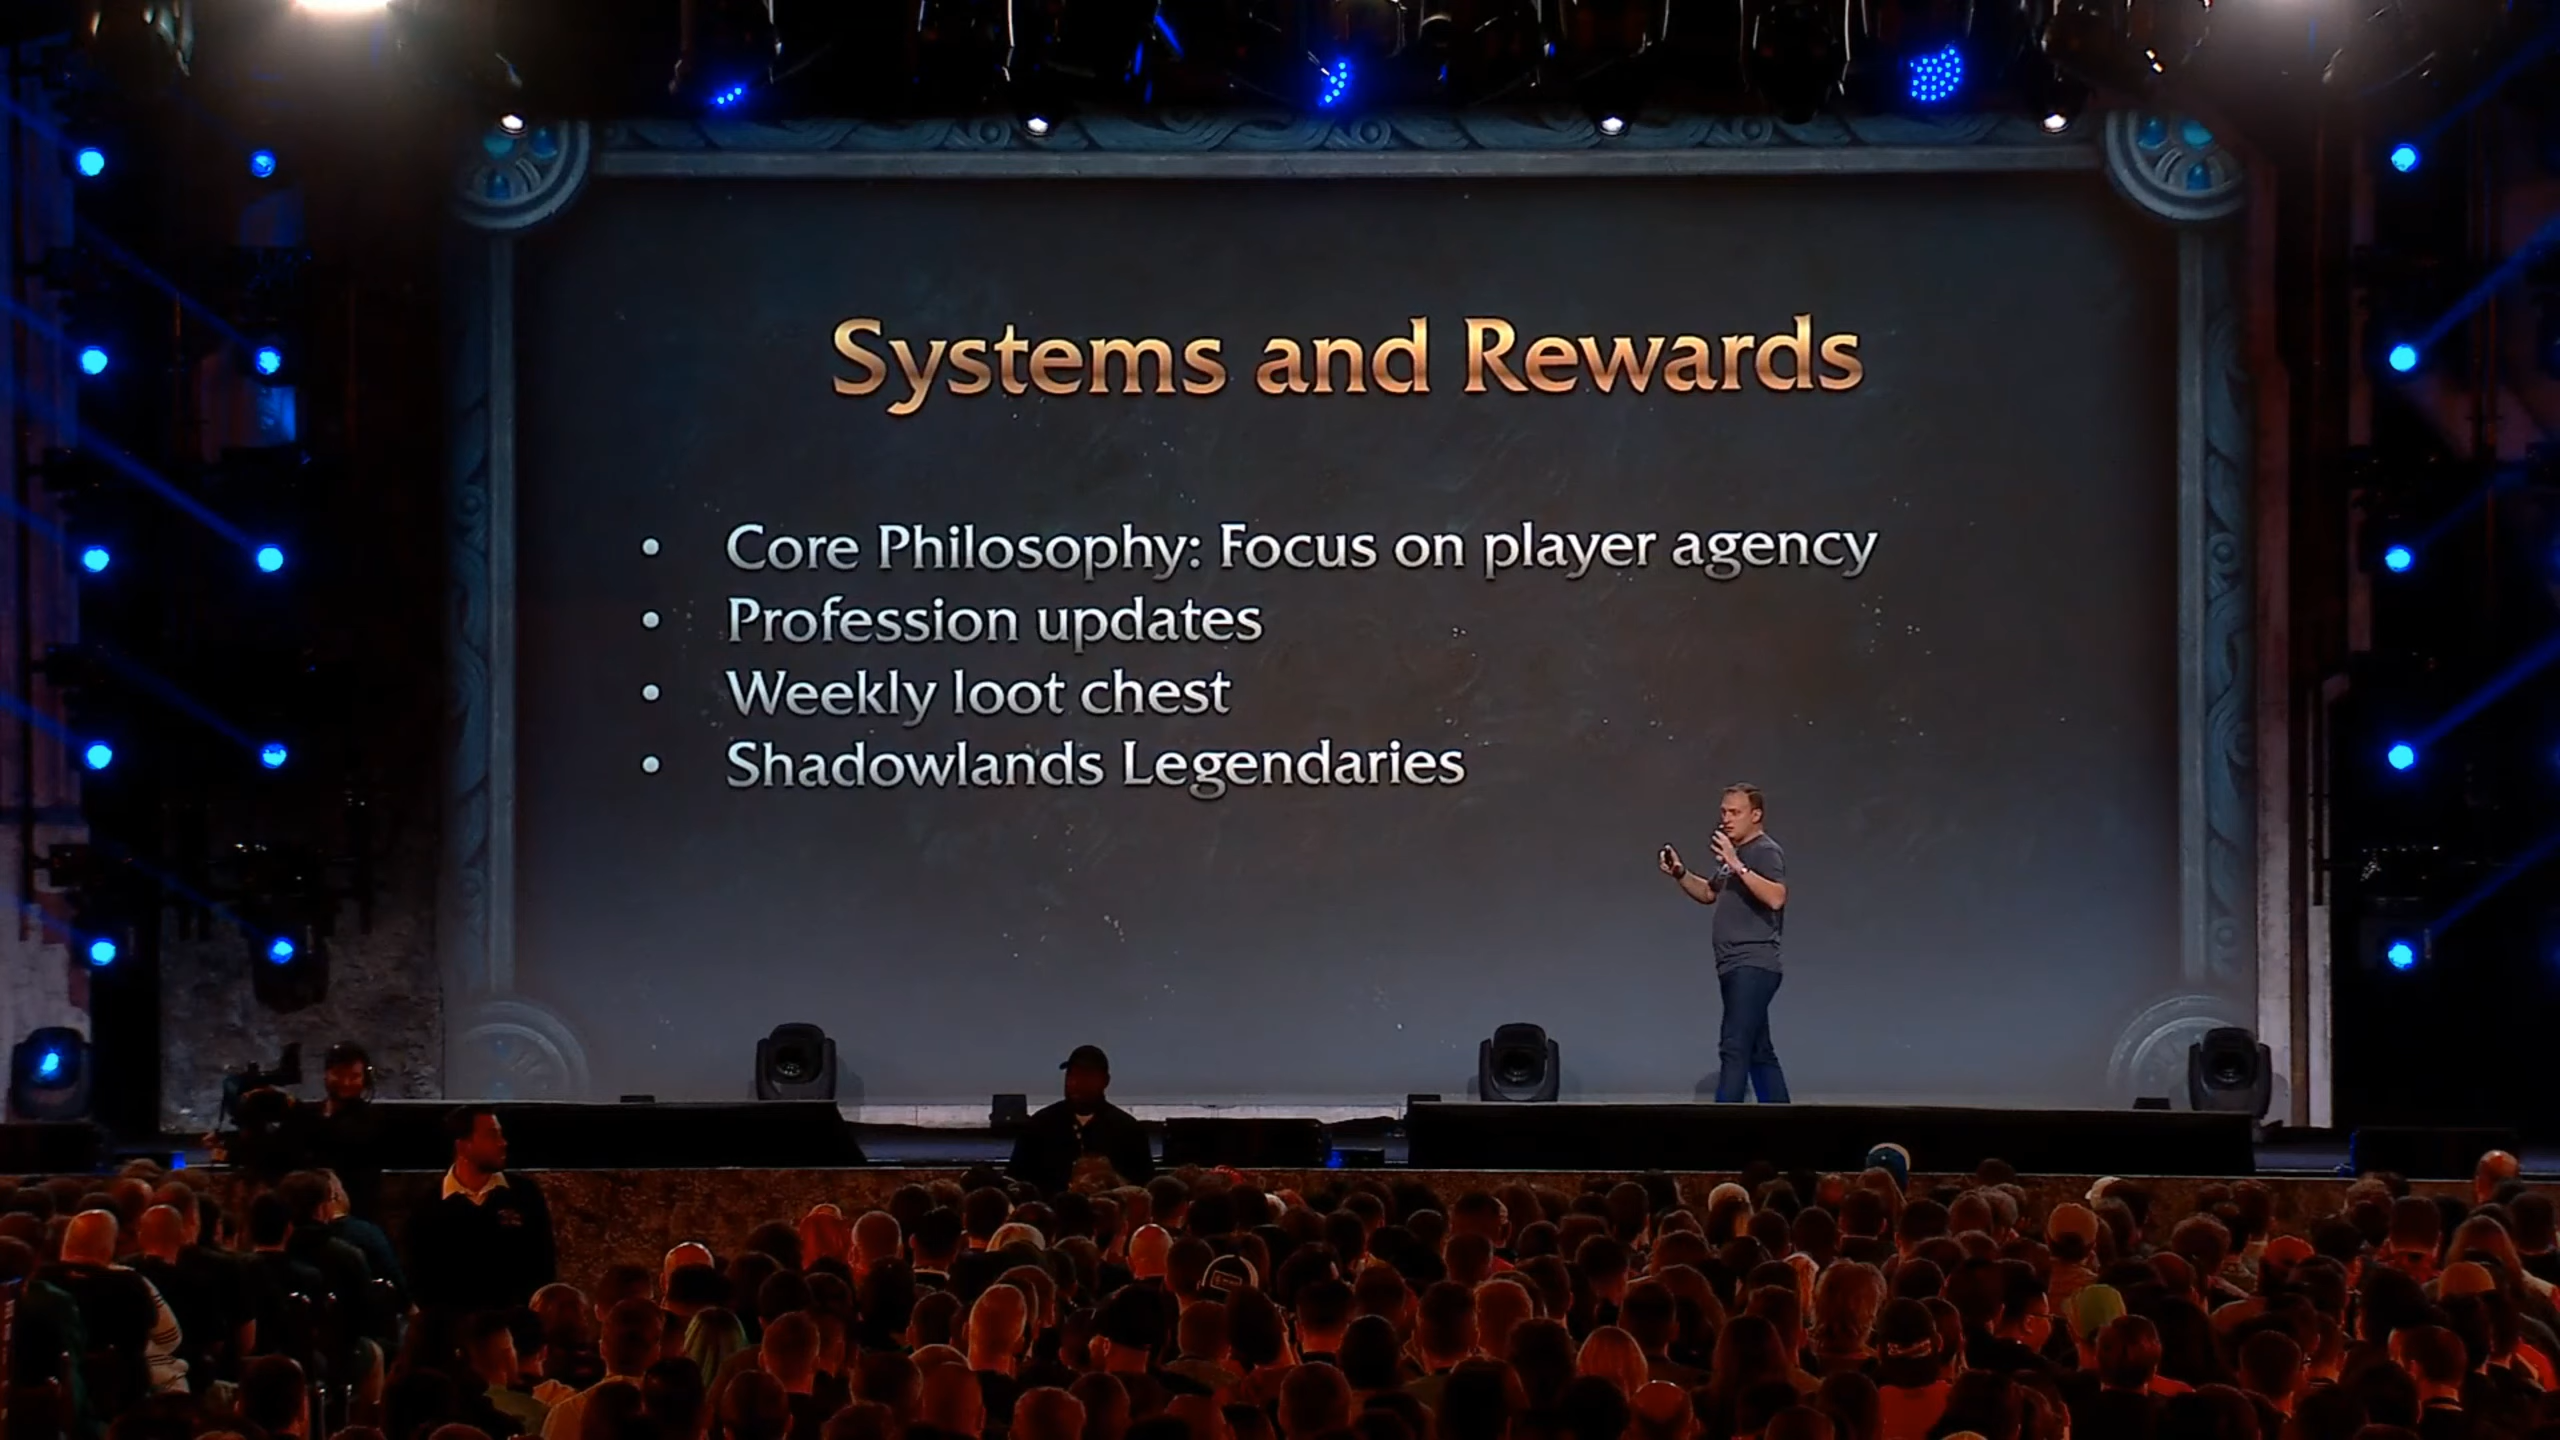 Systems and Rewards
• Core Philosophy: Focus on player agency
• Profession updates
• Weekly loot chest
• Shadowlands Legendaries